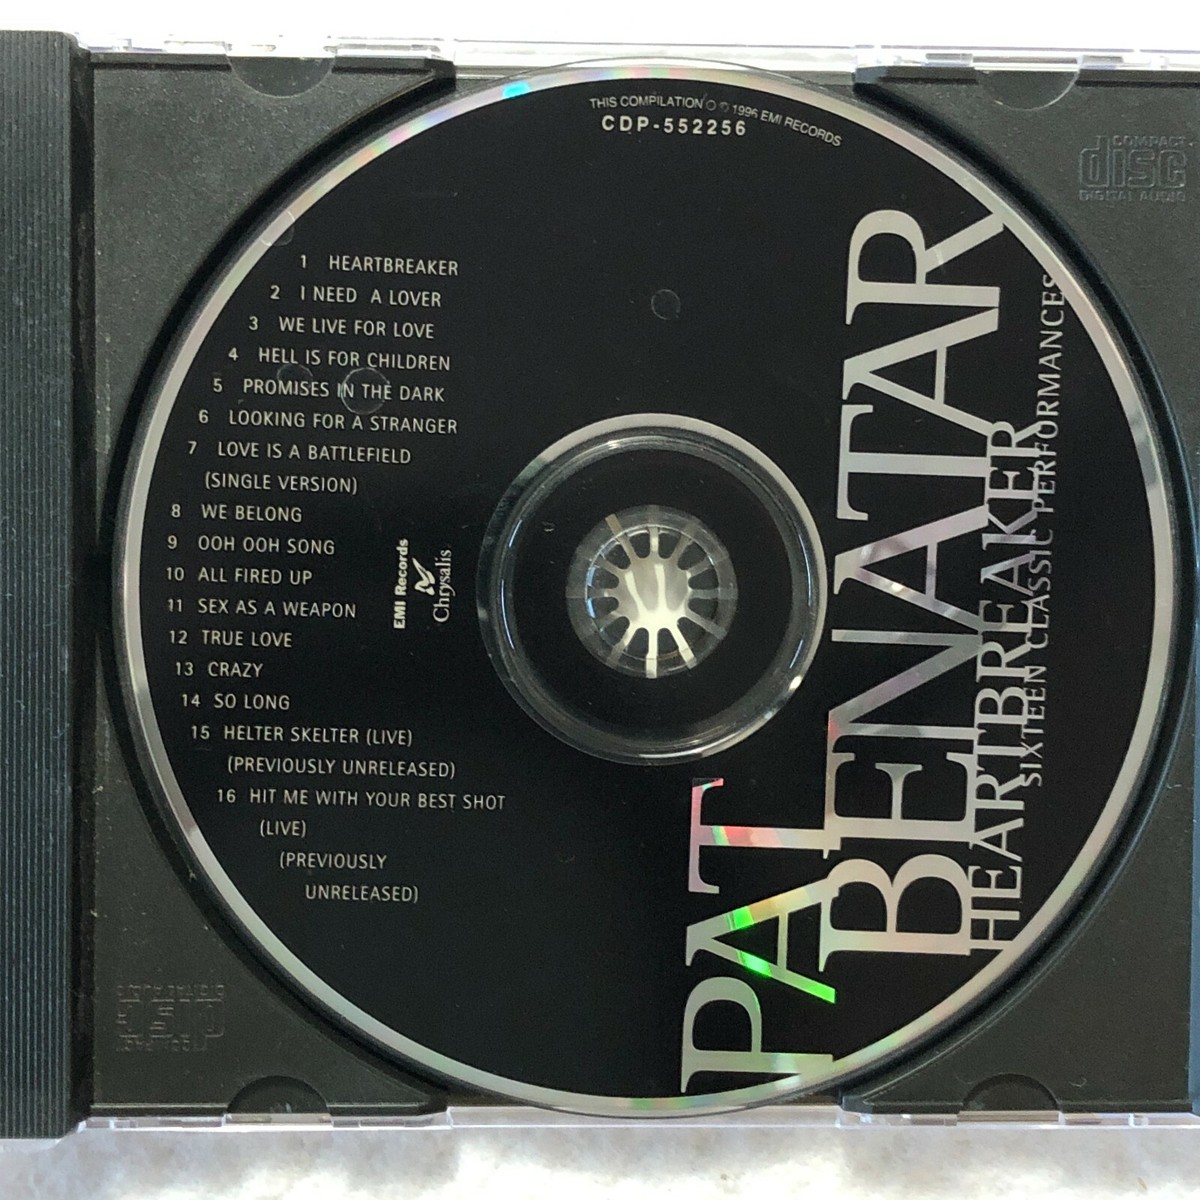 THIS COMPILATION Ⓟ © 1996 EMI RECORDS
CDP-552256
COMPACT
disc
DIGITAL AUDIO
1 HEARTBREAKER
2 I NEED A LOVER
3 WE LIVE FOR LOVE
4 HELL IS FOR CHILDREN
5 PROMISES IN THE DARK
6 LOOKING FOR A STRANGER
7 LOVE IS A BATTLEFIELD
(SINGLE VERSION)
8 WE BELONG
9 OOH OOH SONG
10 ALL FIRED UP
11 SEX AS A WEAPON
12 TRUE LOVE
13 CRAZY
14 SO LONG
15 HELTER SKELTER (LIVE)
(PREVIOUSLY UNRELEASED)
16 HIT ME WITH YOUR BEST SHOT
(LIVE)
(PREVIOUSLY
UNRELEASED)
EMI Records
Chrysalis
PAT
BENATAR
HEARTBREAKER
SIXTEEN CLASSIC PERFORMANCES